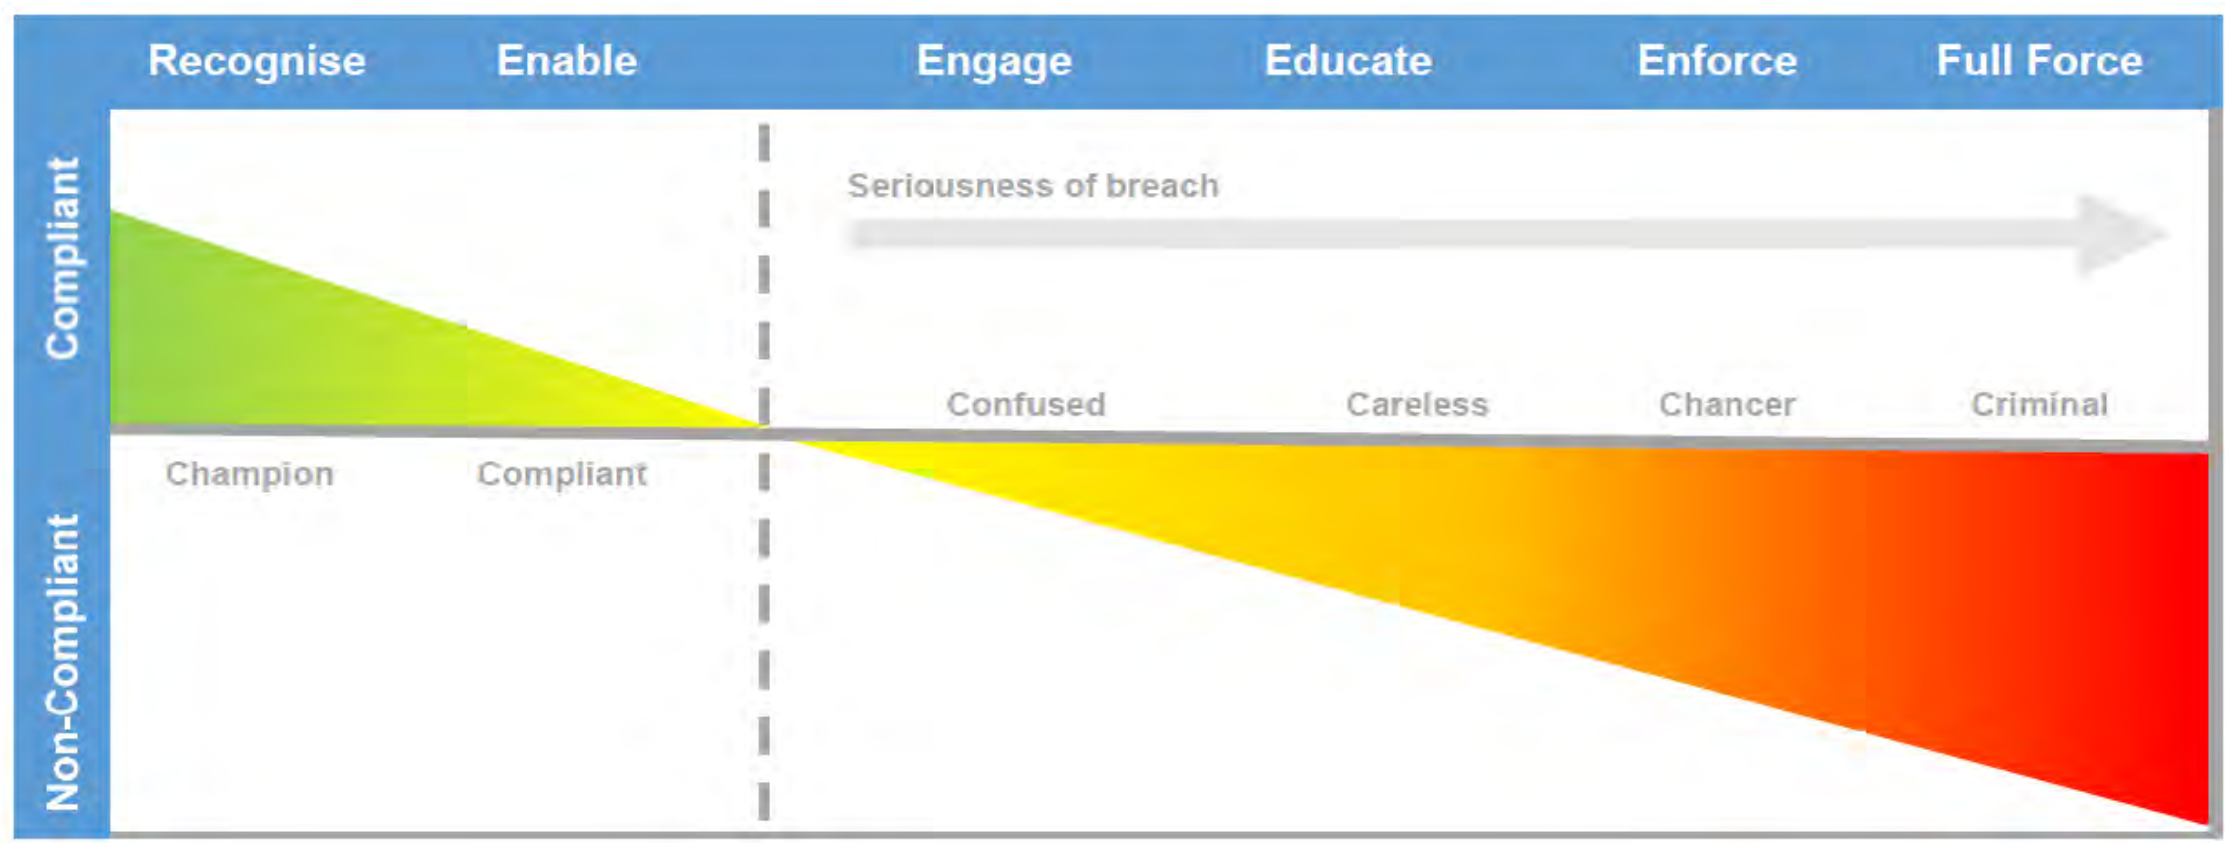 Recognise Enable Engage Educate Enforce Full Force
Compliant
Seriousness of breach
Confused Careless Chancer Criminal
Champion Compliant
Non-Compliant